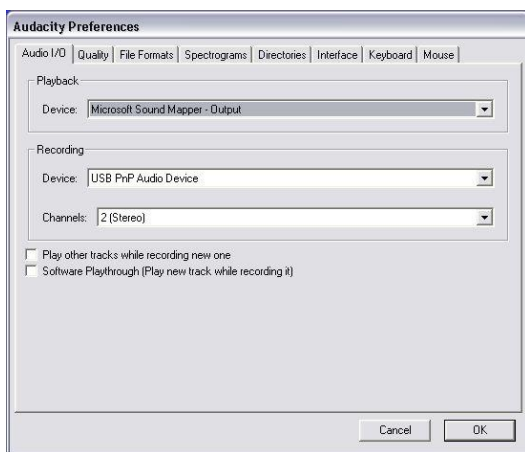 Audacity Preferences
Audio I/O Quality File Formats Spectrograms Directories Interface Keyboard Mouse
Playback
Device: Microsoft Sound Mapper - Output
Recording
Device: USB PnP Audio Device
Channels: 2 (Stereo)
Play other tracks while recording new one
Software Playthrough (Play new track while recording it)
Cancel OK